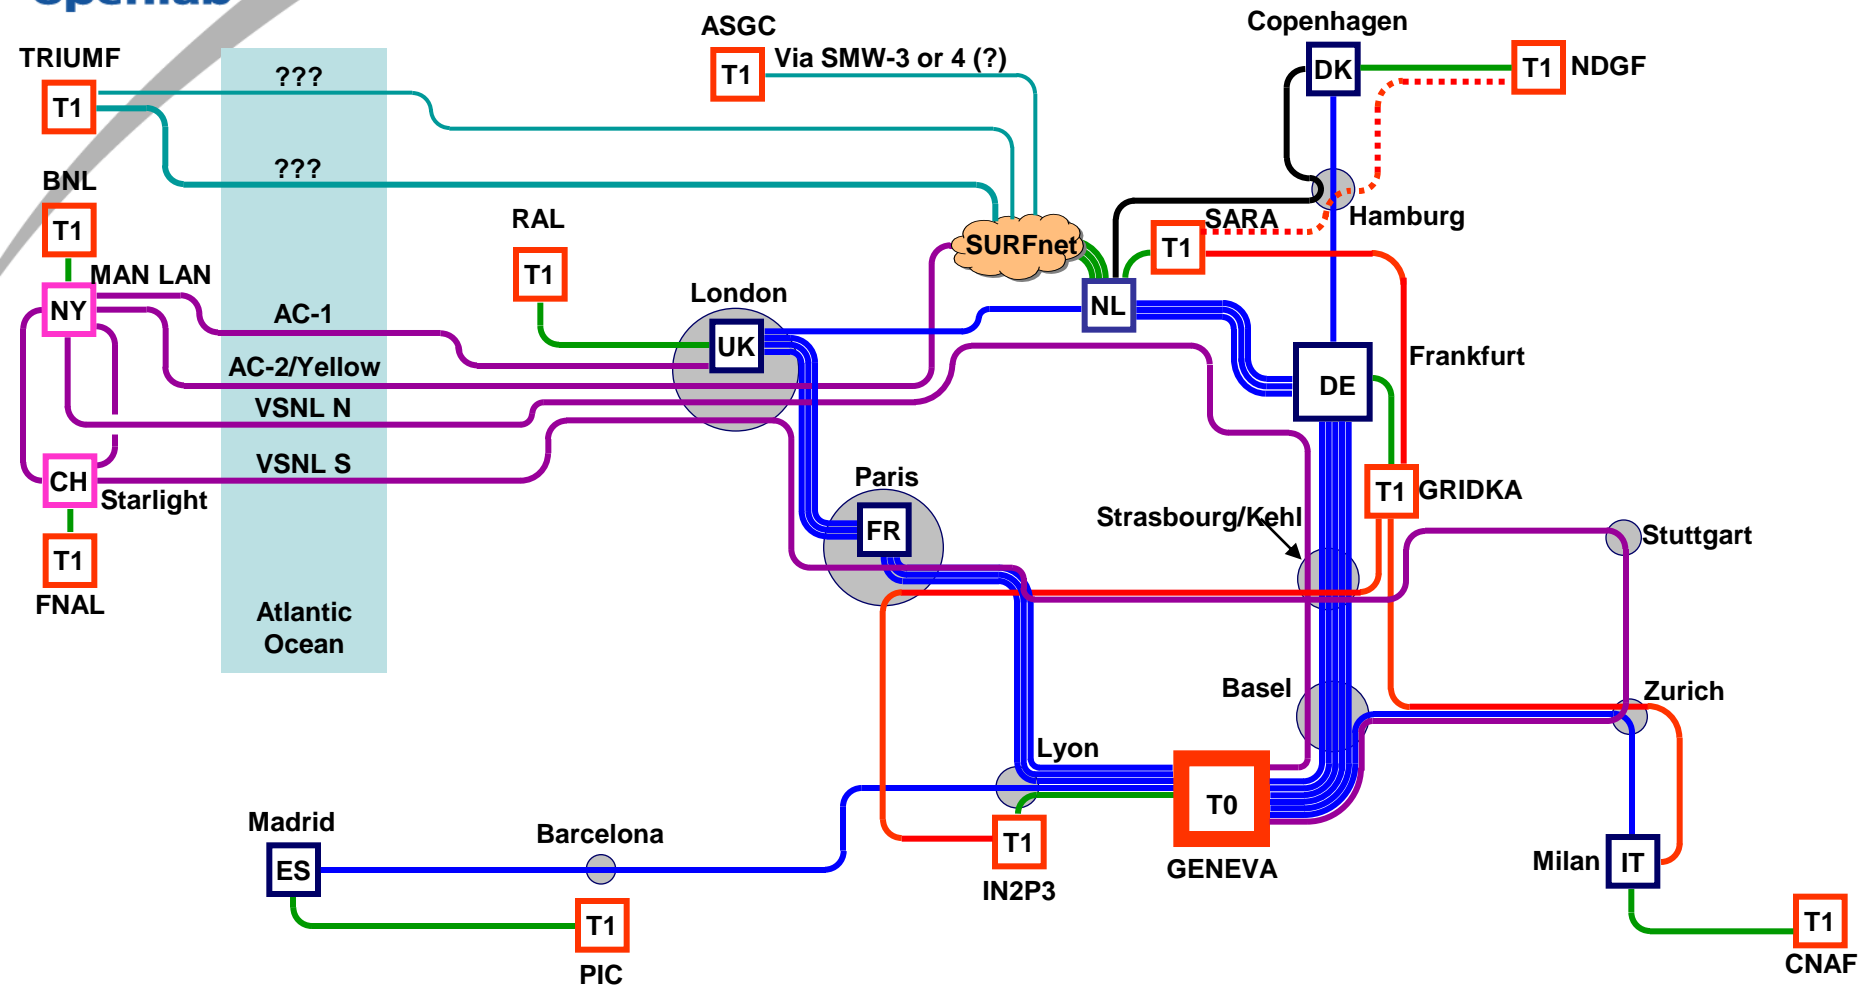 Openlab
ASGC
Copenhagen
TRIUMF
T1
Via SMW-3 or 4 (?)
DK
T1
NDGF
???
T1
???
BNL
T1
RAL
T1
SARA
T1
Hamburg
SURFnet
MAN LAN
NY
London
NL
AC-1
UK
Frankfurt
AC-2/Yellow
DE
VSNL N
VSNL S
CH
Starlight
Paris
T1
GRIDKA
FR
Strasbourg/Kehl
Stuttgart
T1
FNAL
Atlantic
Ocean
Basel
Zurich
Lyon
T0
GENEVA
Madrid
Barcelona
ES
T1
IN2P3
Milan
IT
T1
PIC
T1
CNAF